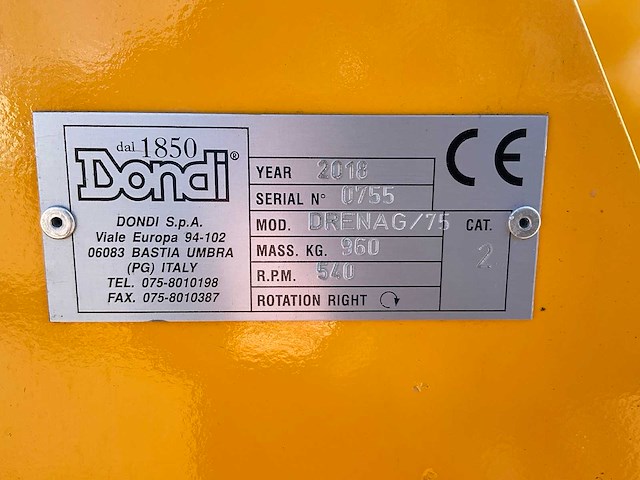 dal 1850
Dondi®
DONDI S.p.A.
Viale Europa 94-102
06083 BASTIA UMBRA
(PG) ITALY
TEL. 075-8010198
FAX. 075-8010387
YEAR 2018
SERIAL N° 0755
MOD. DRENAG/75
MASS. KG. 960
R.P.M. 540
ROTATION RIGHT
CE
CAT.
2